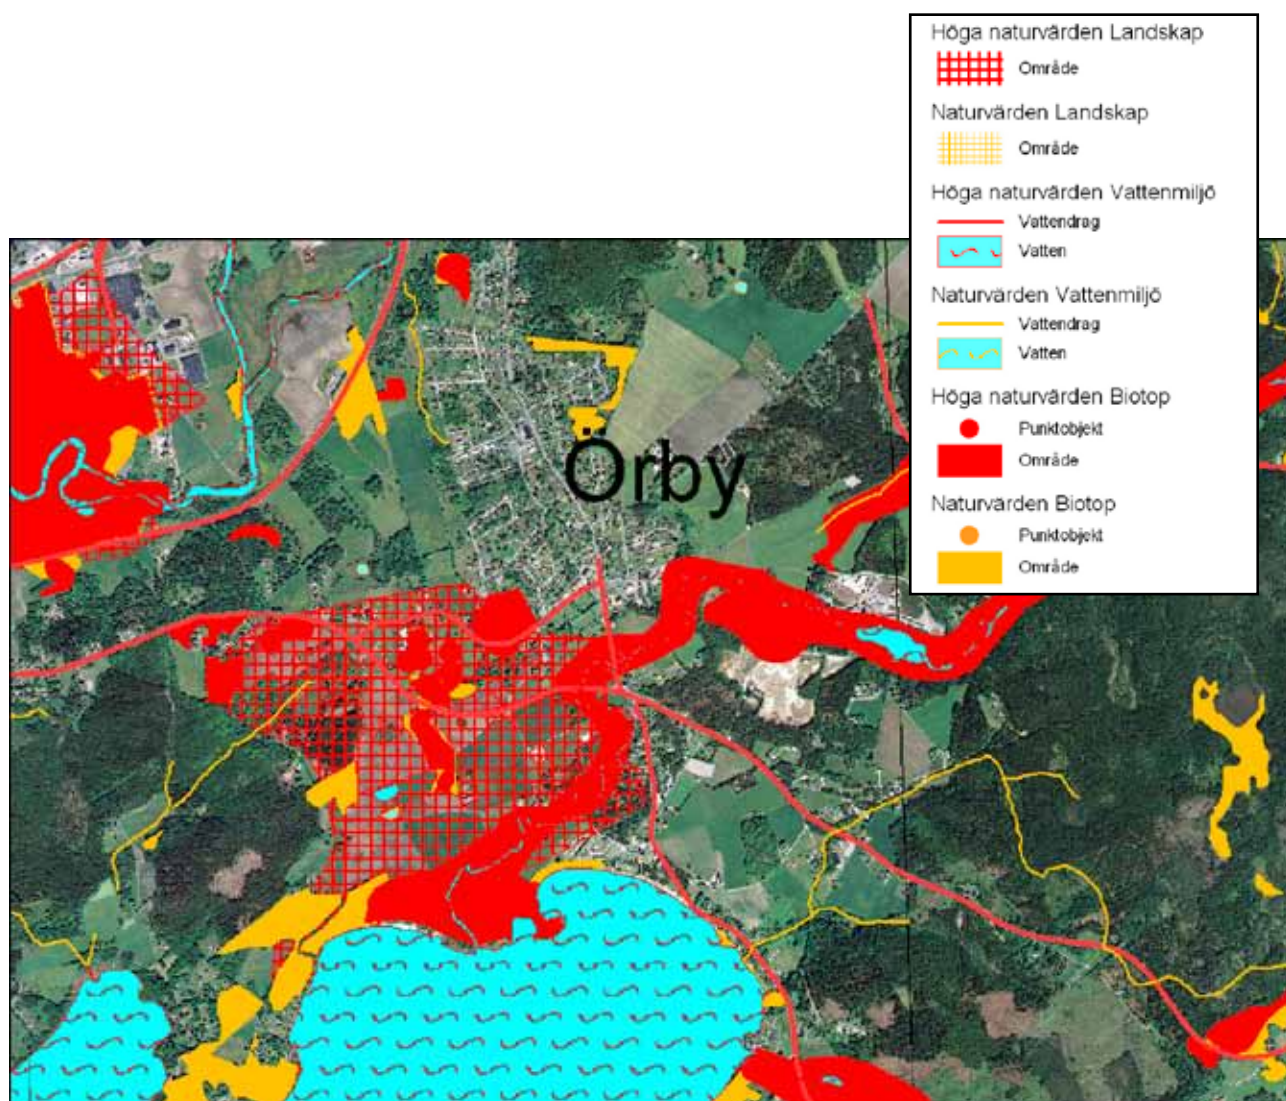 Höga naturvärden Landskap
Område
Naturvärden Landskap
Område
Höga naturvärden Vattenmiljö
Vattendrag
Vatten
Naturvärden Vattenmiljö
Vattendrag
Vatten
Höga naturvärden Biotop
Punktobjekt
Område
Naturvärden Biotop
Punktobjekt
Område
Örby